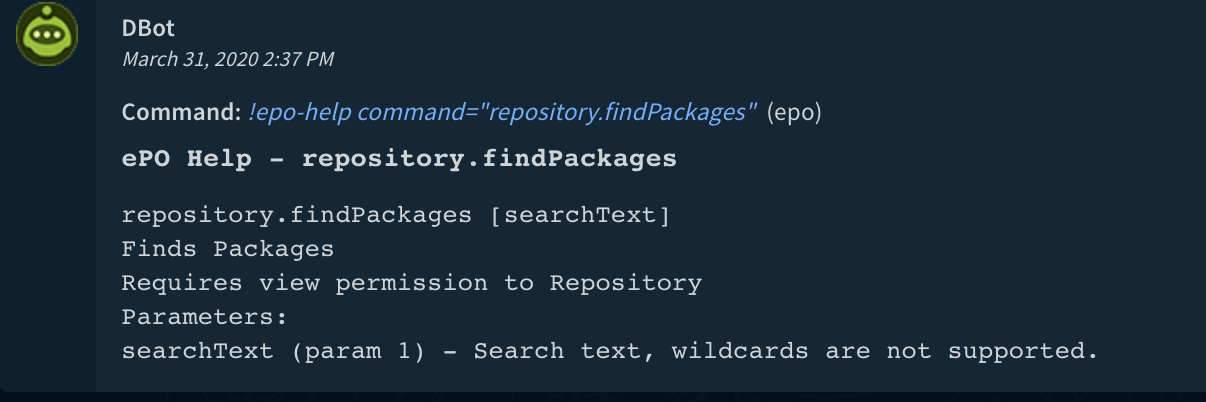 DBot
March 31, 2020 2:37 PM
Command: !epo-help command="repository.findPackages" (epo)
ePO Help - repository.findPackages
repository.findPackages [searchText]
Finds Packages
Requires view permission to Repository
Parameters:
searchText (param 1) - Search text, wildcards are not supported.